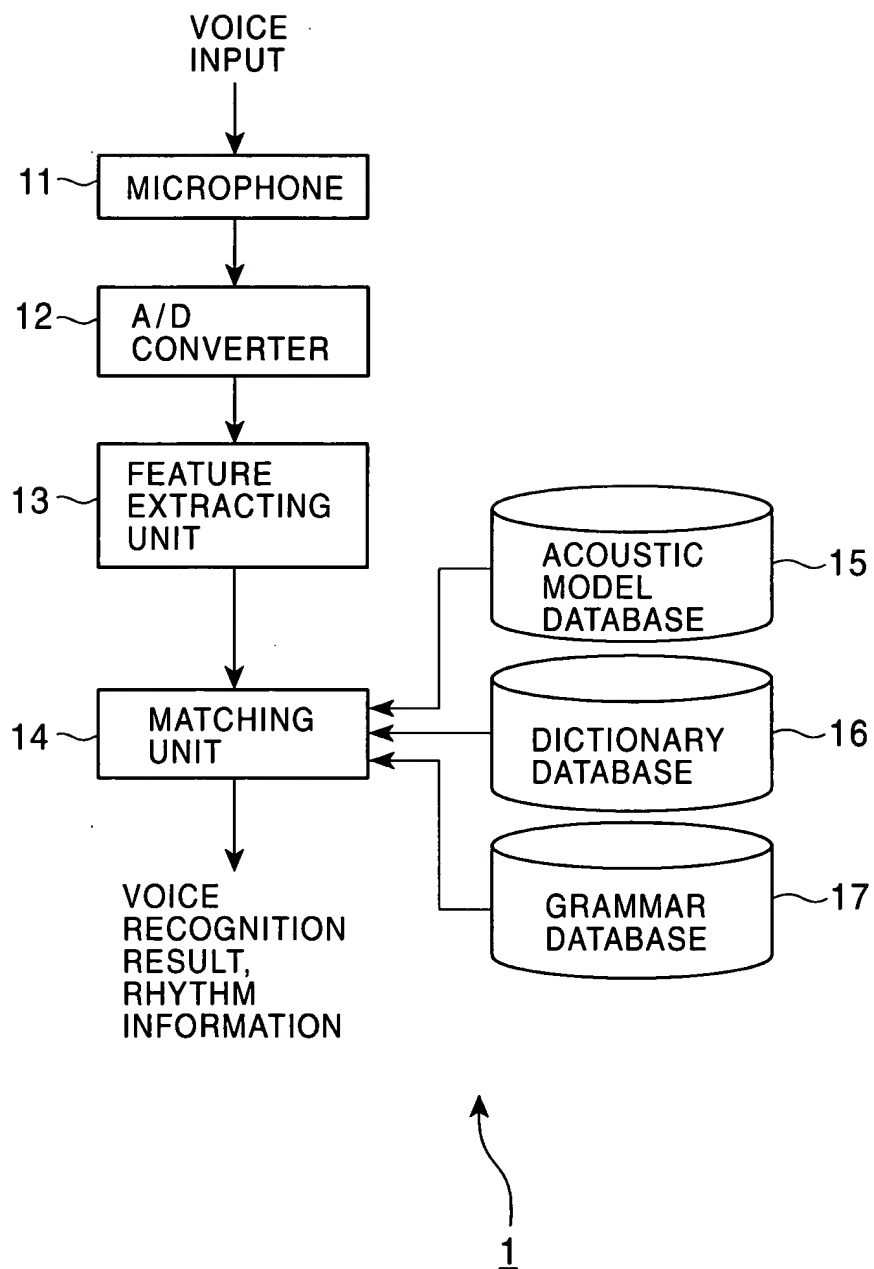 VOICE
INPUT
11
MICROPHONE
12
A/D
CONVERTER
13
FEATURE
EXTRACTING
UNIT
ACOUSTIC
MODEL
DATABASE
15
14
MATCHING
UNIT
DICTIONARY
DATABASE
16
GRAMMAR
DATABASE
17
VOICE
RECOGNITION
RESULT,
RHYTHM
INFORMATION
1